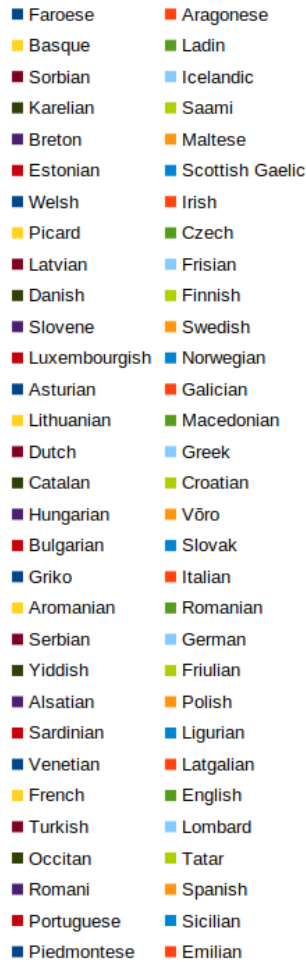 Faroese Aragonese
Basque Ladin
Sorbian Icelandic
Karelian Saami
Breton Maltese
Estonian Scottish Gaelic
Welsh Irish
Picard Czech
Latvian Frisian
Danish Finnish
Slovene Swedish
Luxembourgish Norwegian
Asturian Galician
Lithuanian Macedonian
Dutch Greek
Catalan Croatian
Hungarian Võro
Bulgarian Slovak
Griko Italian
Aromanian Romanian
Serbian German
Yiddish Friulian
Alsatian Polish
Sardinian Ligurian
Venetian Latgalian
French English
Turkish Lombard
Occitan Tatar
Romani Spanish
Portuguese Sicilian
Piedmontese Emilian